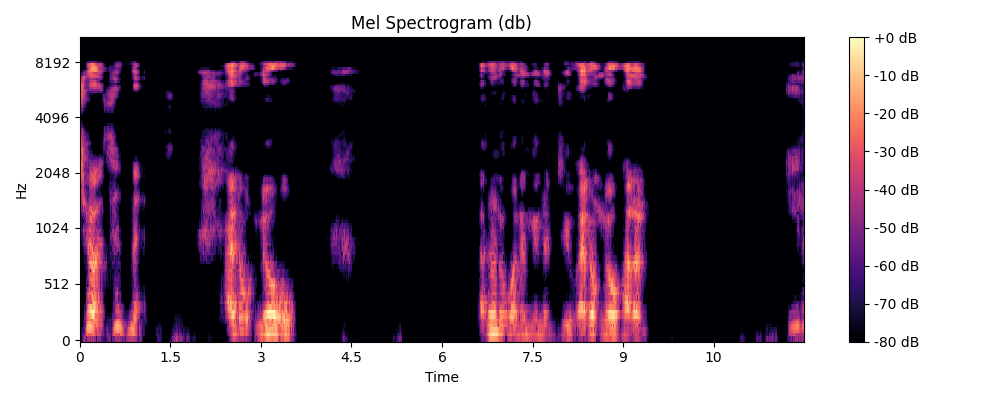 Mel Spectrogram (db)
8192
4096
2048
1024
512
0
Hz
0 1.5 3 4.5 6 7.5 9 10
Time
+0 dB
-10 dB
-20 dB
-30 dB
-40 dB
-50 dB
-60 dB
-70 dB
-80 dB